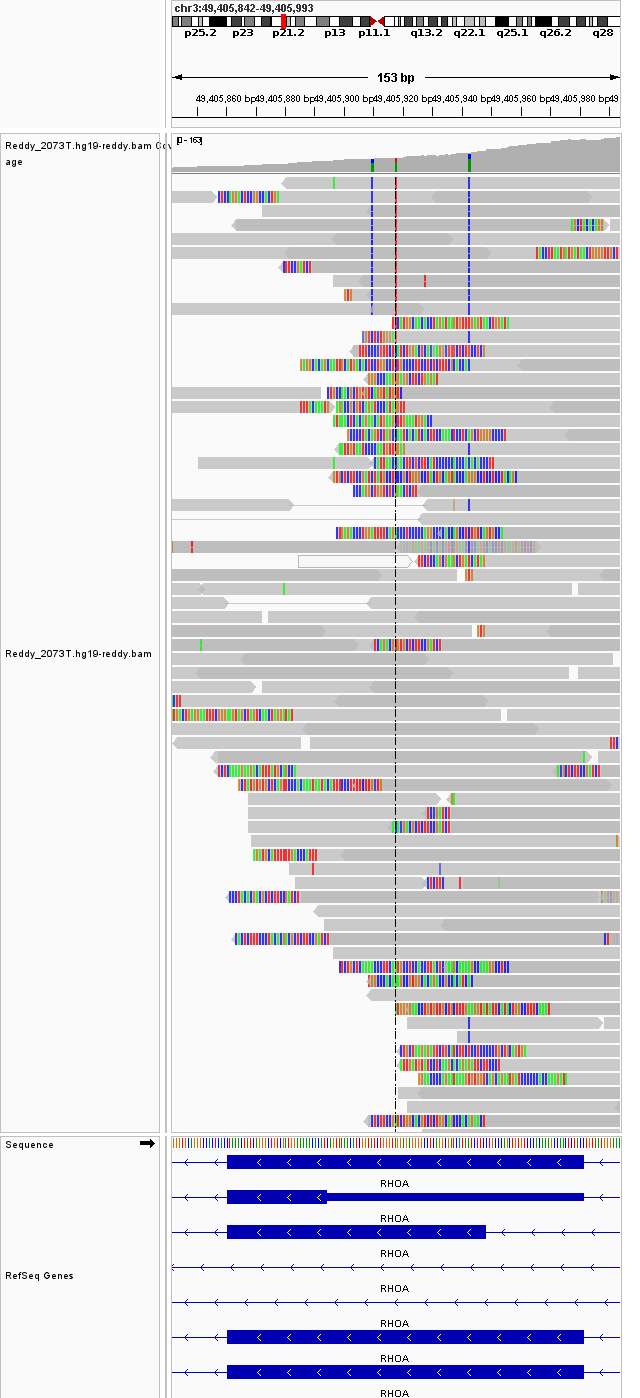 chr3:49,405,842-49,405,993
p25.2 p23 p21.2 p13 p11.1 q13.2 q22.1 q25.1 q26.2 q28
153 bp
49,405,860 bp 49,405,880 bp 49,405,900 bp 49,405,920 bp 49,405,940 bp 49,405,960 bp 49,405,980 bp 49
Reddy_2073T.hg19-reddy.bam Cov
age
[0 - 163]
Reddy_2073T.hg19-reddy.bam
Sequence
RHOA
RHOA
RHOA
RefSeq Genes
RHOA
RHOA
RHOA
RHOA